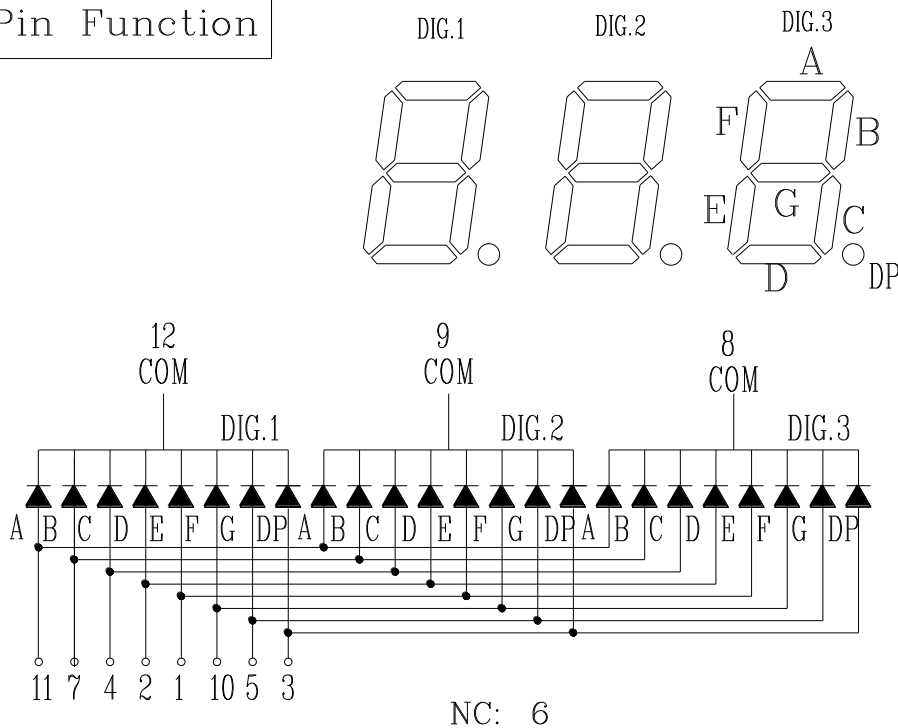 Pin Function
DIG.1 DIG.2 DIG.3
A
F B
G
E C
D DP
12 9 8
COM COM COM
DIG.1 DIG.2 DIG.3
A B C D E F G DP A B C D E F G DP A B C D E F G DP
11 7 4 2 1 10 5 3
NC: 6